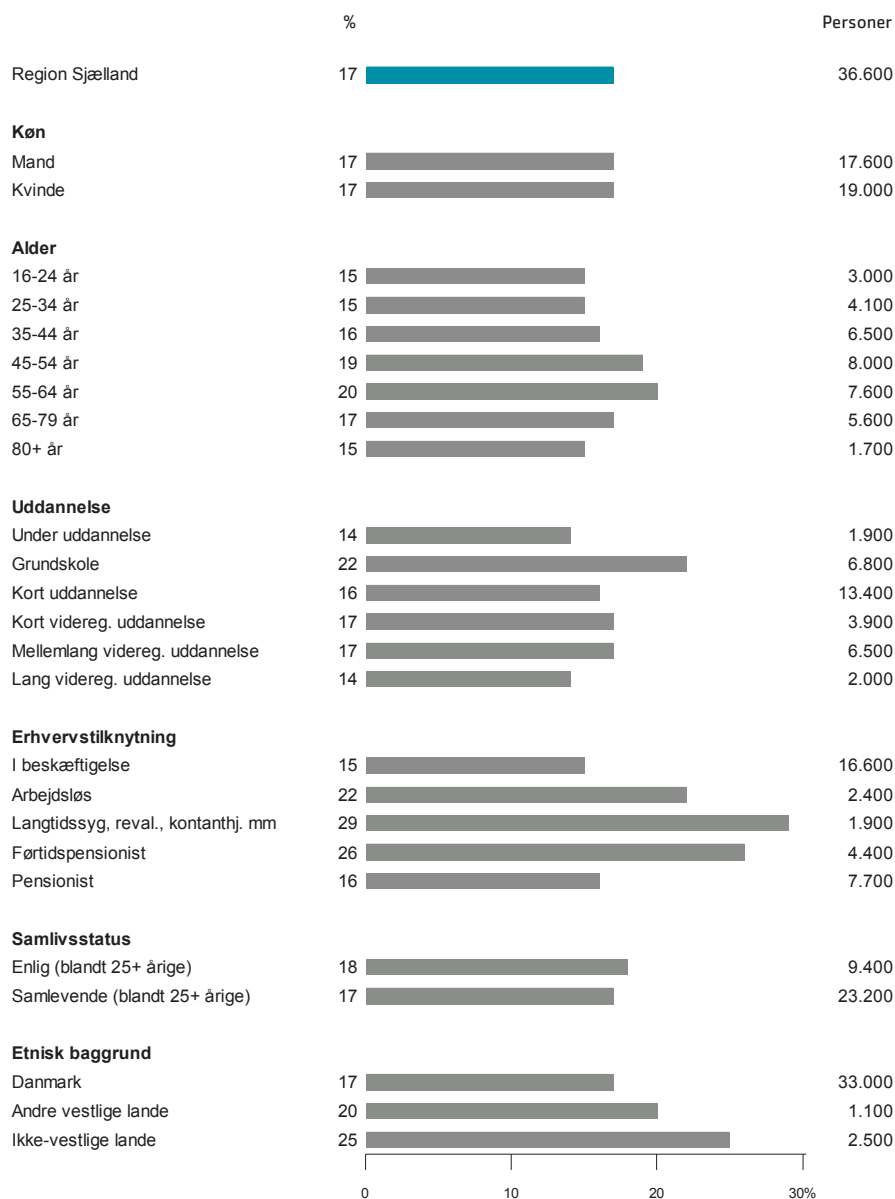 % Personer
Region Sjælland 17 36.600
Køn
Mand 17 17.600
Kvinde 17 19.000
Alder
16-24 år 15 3.000
25-34 år 15 4.100
35-44 år 16 6.500
45-54 år 19 8.000
55-64 år 20 7.600
65-79 år 17 5.600
80+ år 15 1.700
Uddannelse
Under uddannelse 14 1.900
Grundskole 22 6.800
Kort uddannelse 16 13.400
Kort videreg. uddannelse 17 3.900
Mellemlang videreg. uddannelse 17 6.500
Lang videreg. uddannelse 14 2.000
Erhvervstilknytning
I beskæftigelse 15 16.600
Arbejdsløs 22 2.400
Langtidssyg, reval., kontanthj. mm 29 1.900
Førtidspensionist 26 4.400
Pensionist 16 7.700
Samlivsstatus
Enlig (blandt 25+ årige) 18 9.400
Samlevende (blandt 25+ årige) 17 23.200
Etnisk baggrund
Danmark 17 33.000
Andre vestlige lande 20 1.100
Ikke-vestlige lande 25 2.500
0 10 20 30%